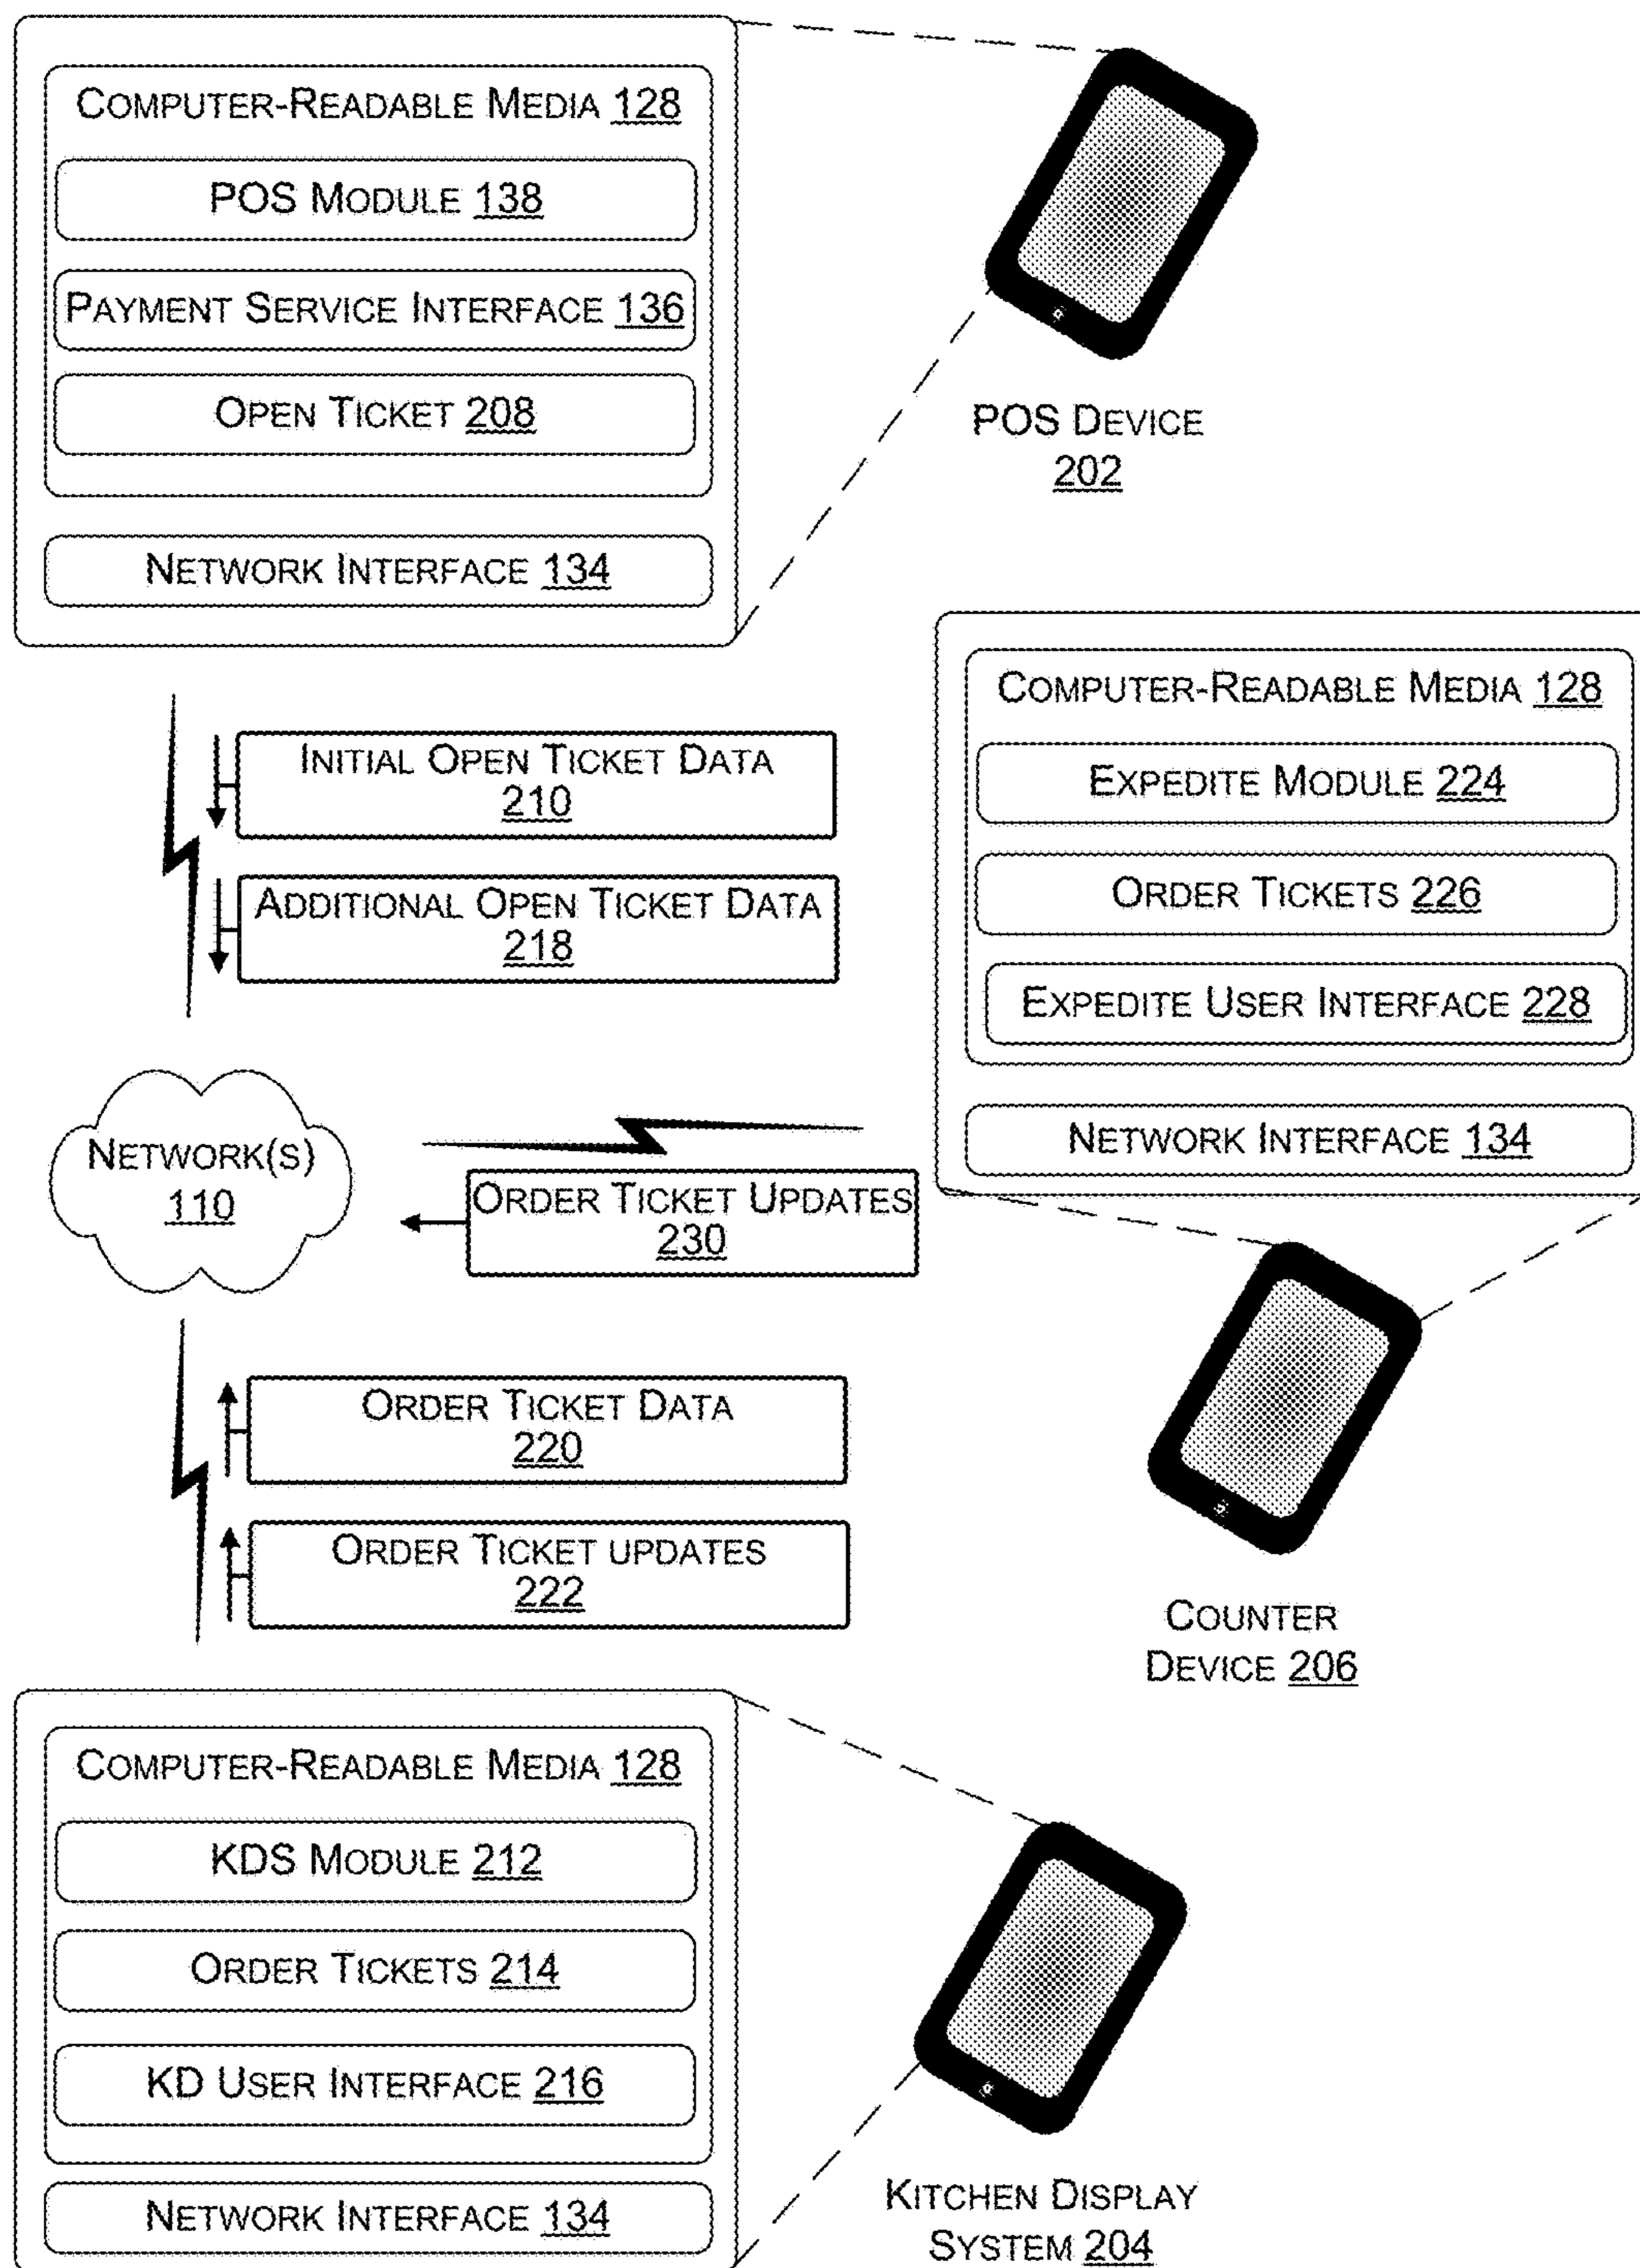 COMPUTER-READABLE MEDIA 128
POS MODULE 138
PAYMENT SERVICE INTERFACE 136
OPEN TICKET 208
NETWORK INTERFACE 134
POS DEVICE
202
INITIAL OPEN TICKET DATA
210
ADDITIONAL OPEN TICKET DATA
218
COMPUTER-READABLE MEDIA 128
EXPEDITE MODULE 224
ORDER TICKETS 226
EXPEDITE USER INTERFACE 228
NETWORK INTERFACE 134
NETWORK(S)
110
ORDER TICKET UPDATES
230
ORDER TICKET DATA
220
ORDER TICKET UPDATES
222
COUNTER
DEVICE 206
COMPUTER-READABLE MEDIA 128
KDS MODULE 212
ORDER TICKETS 214
KD USER INTERFACE 216
NETWORK INTERFACE 134
KITCHEN DISPLAY
SYSTEM 204